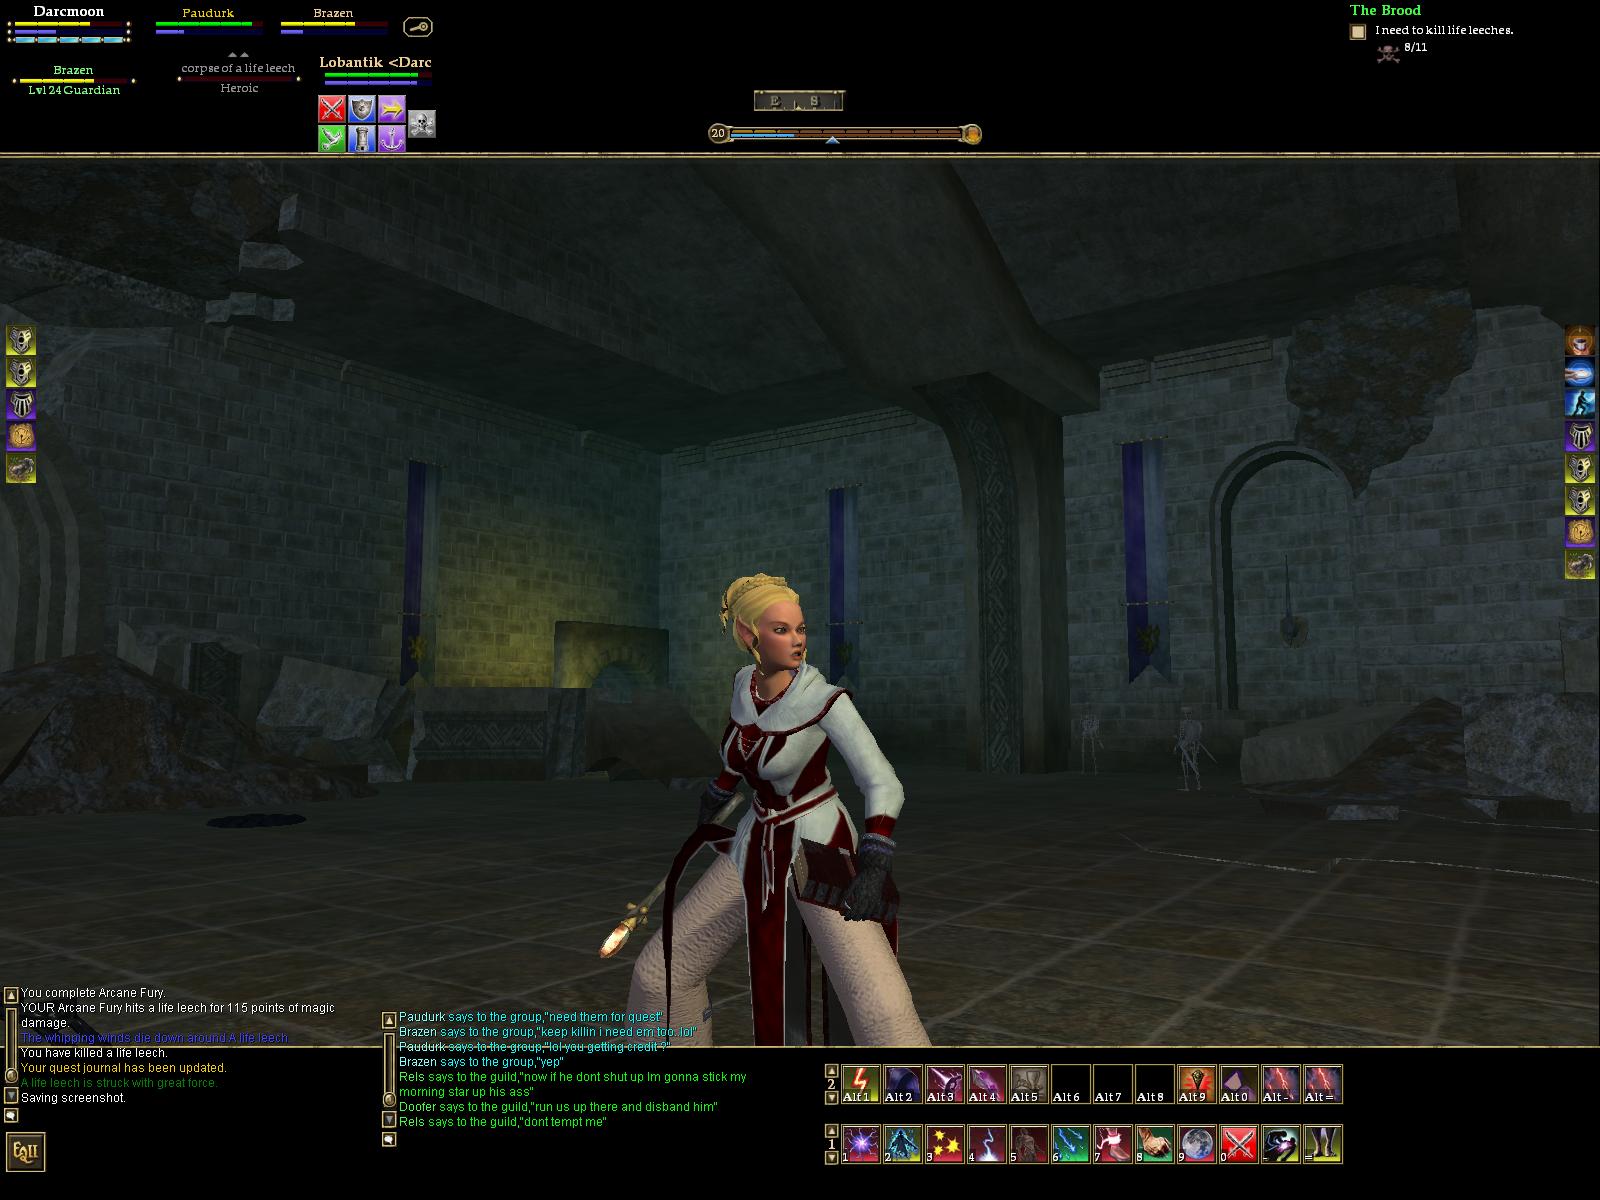 Darcmoon
Paudurk
Brazen
Brazen
Lvl 24 Guardian
corpse of a life leech
Heroic
Lobantik <Darc
E S
20
The Brood
I need to kill life leeches.
8/11
You complete Arcane Fury.
YOUR Arcane Fury hits a life leech for 115 points of magic
damage.
The whipping winds die down around A life leech.
You have killed a life leech.
Your quest journal has been updated.
A life leech is struck with great force.
Saving screenshot.
Paudurk says to the group,"need them for quest"
Brazen says to the group,"keep killin i need em too..lol"
Paudurk says to the group,"lol you getting credit ?"
Brazen says to the group,"yep"
Rels says to the guild,"now if he dont shut up Im gonna stick my
morning star up his ass"
Doofer says to the guild,"run us up there and disband him"
Rels says to the guild,"dont tempt me"
EQII
2
Alt 1 Alt 2 Alt 3 Alt 4 Alt 5 Alt 6 Alt 7 Alt 8 Alt 9 Alt 0 Alt - Alt =
1
1 2 3 4 5 6 7 8 9 0 - =